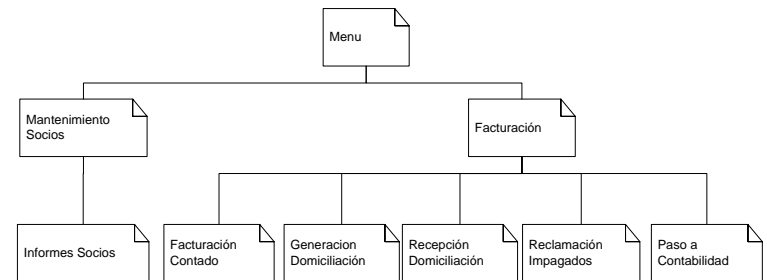 Menu
Mantenimiento
Socios
Facturación
Informes Socios
Facturación
Contado
Generacion
Domiciliación
Recepción
Domiciliación
Reclamación
Impagados
Paso a
Contabilidad